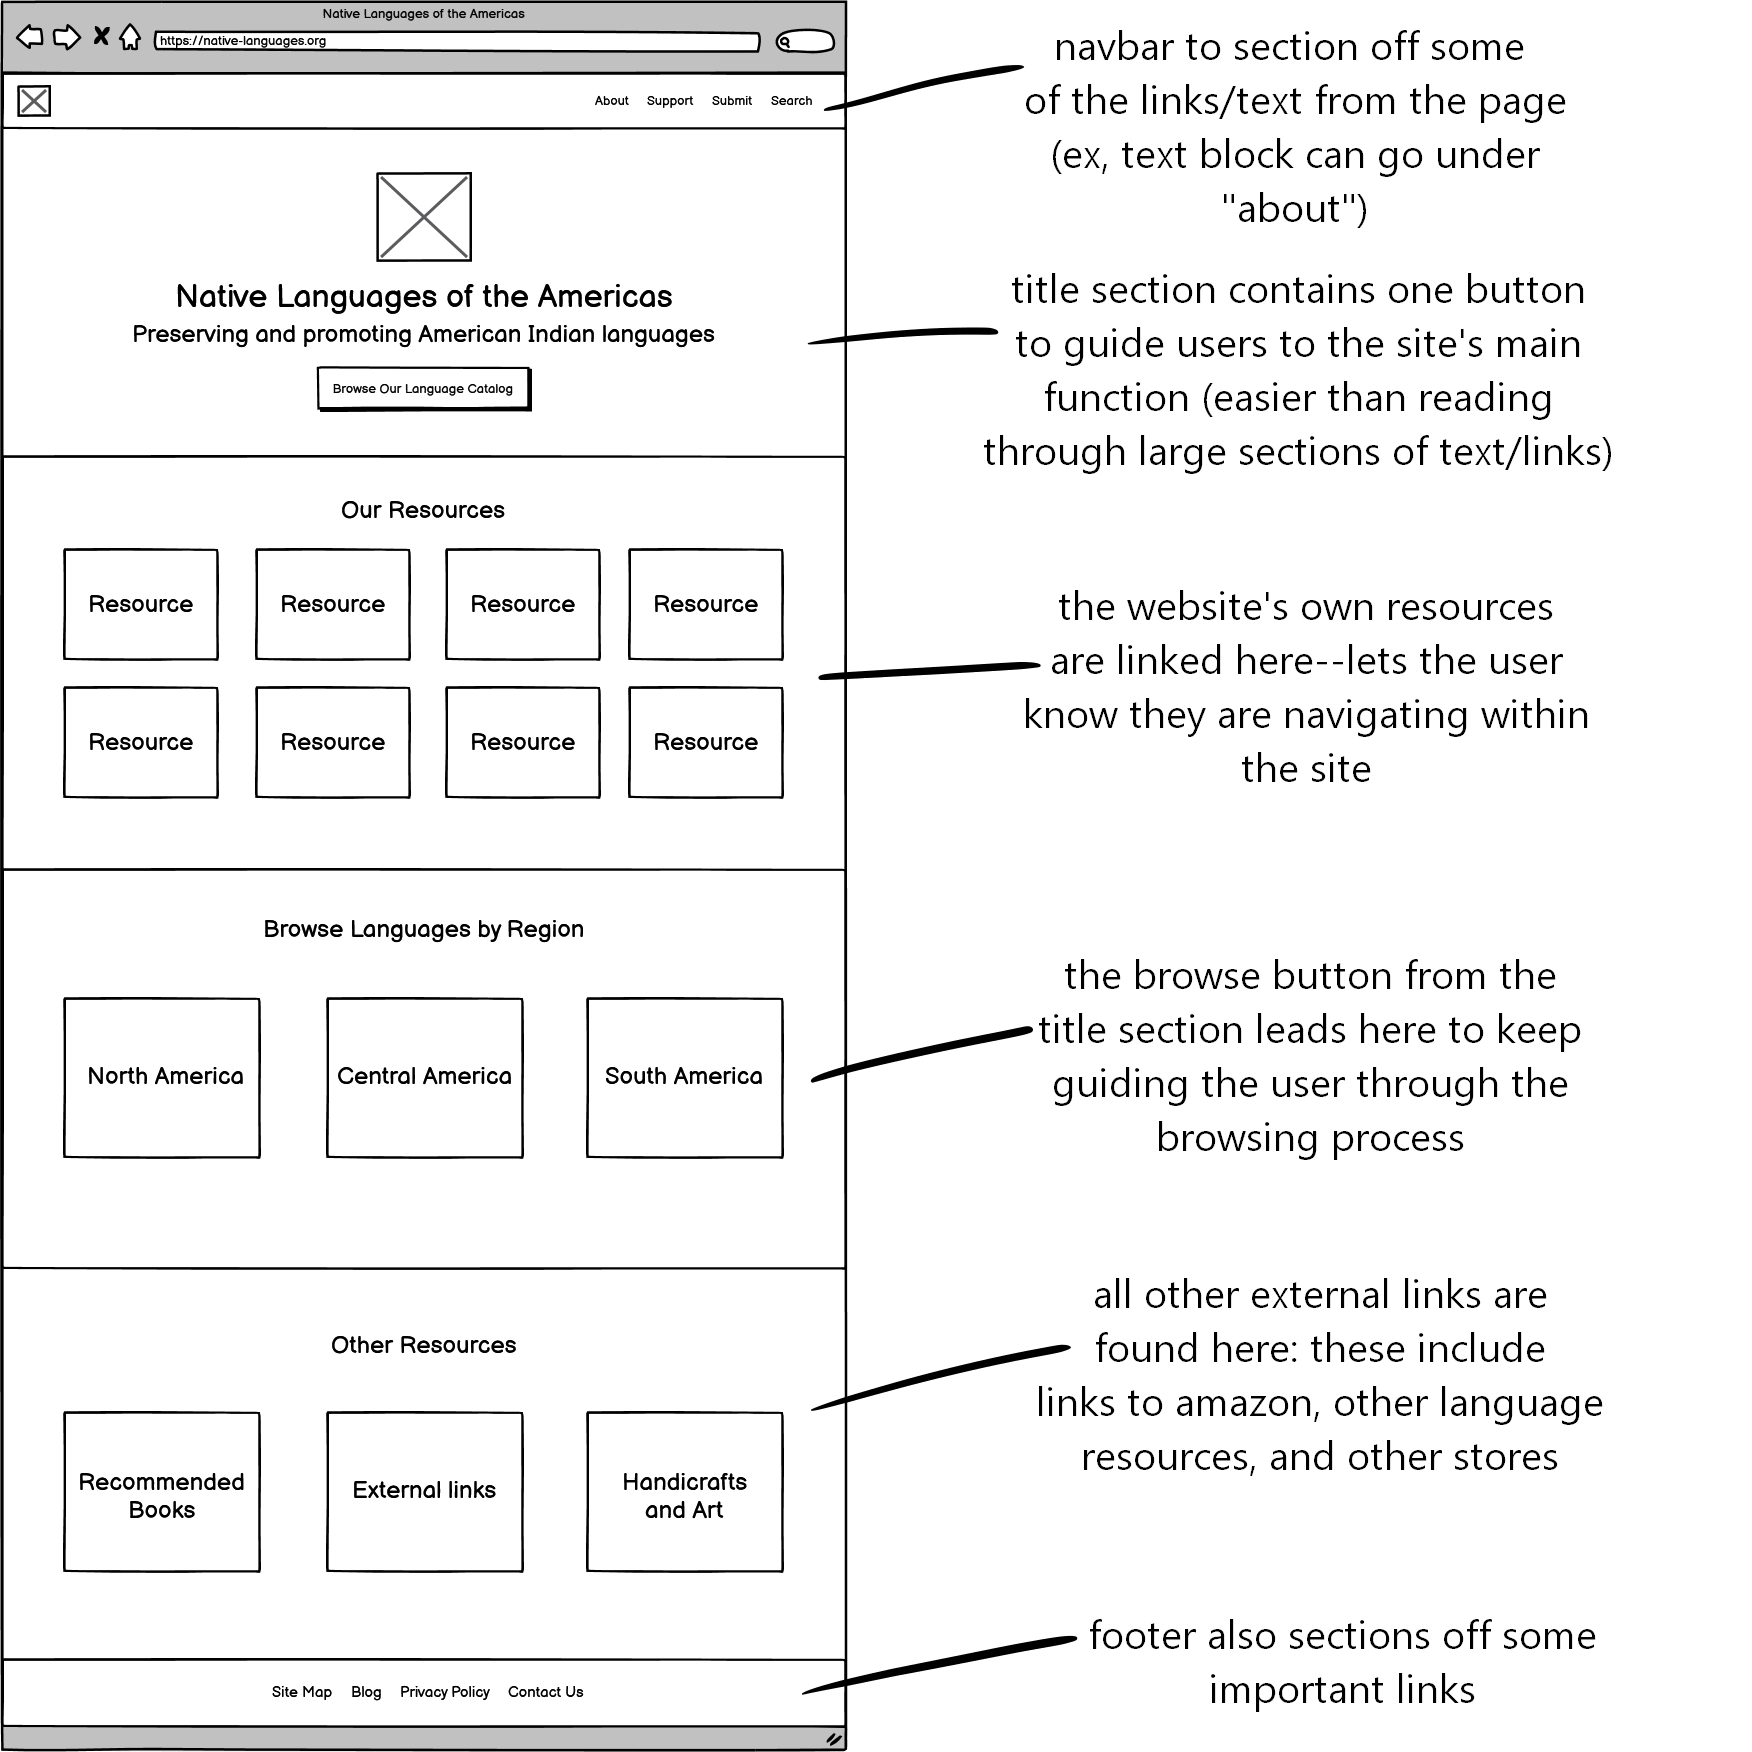 Native Languages of the Americas
https://native-languages.org
About Support Submit Search
navbar to section off some
of the links/text from the page
(ex, text block can go under
"about")
Native Languages of the Americas
Preserving and promoting American Indian languages
Browse Our Language Catalog
title section contains one button
to guide users to the site's main
function (easier than reading
through large sections of text/links)
Our Resources
Resource Resource Resource Resource
Resource Resource Resource Resource
the website's own resources
are linked here--lets the user
know they are navigating within
the site
Browse Languages by Region
North America Central America South America
the browse button from the
title section leads here to keep
guiding the user through the
browsing process
Other Resources
Recommended
Books
External links
Handicrafts
and Art
all other external links are
found here: these include
links to amazon, other language
resources, and other stores
Site Map Blog Privacy Policy Contact Us
footer also sections off some
important links